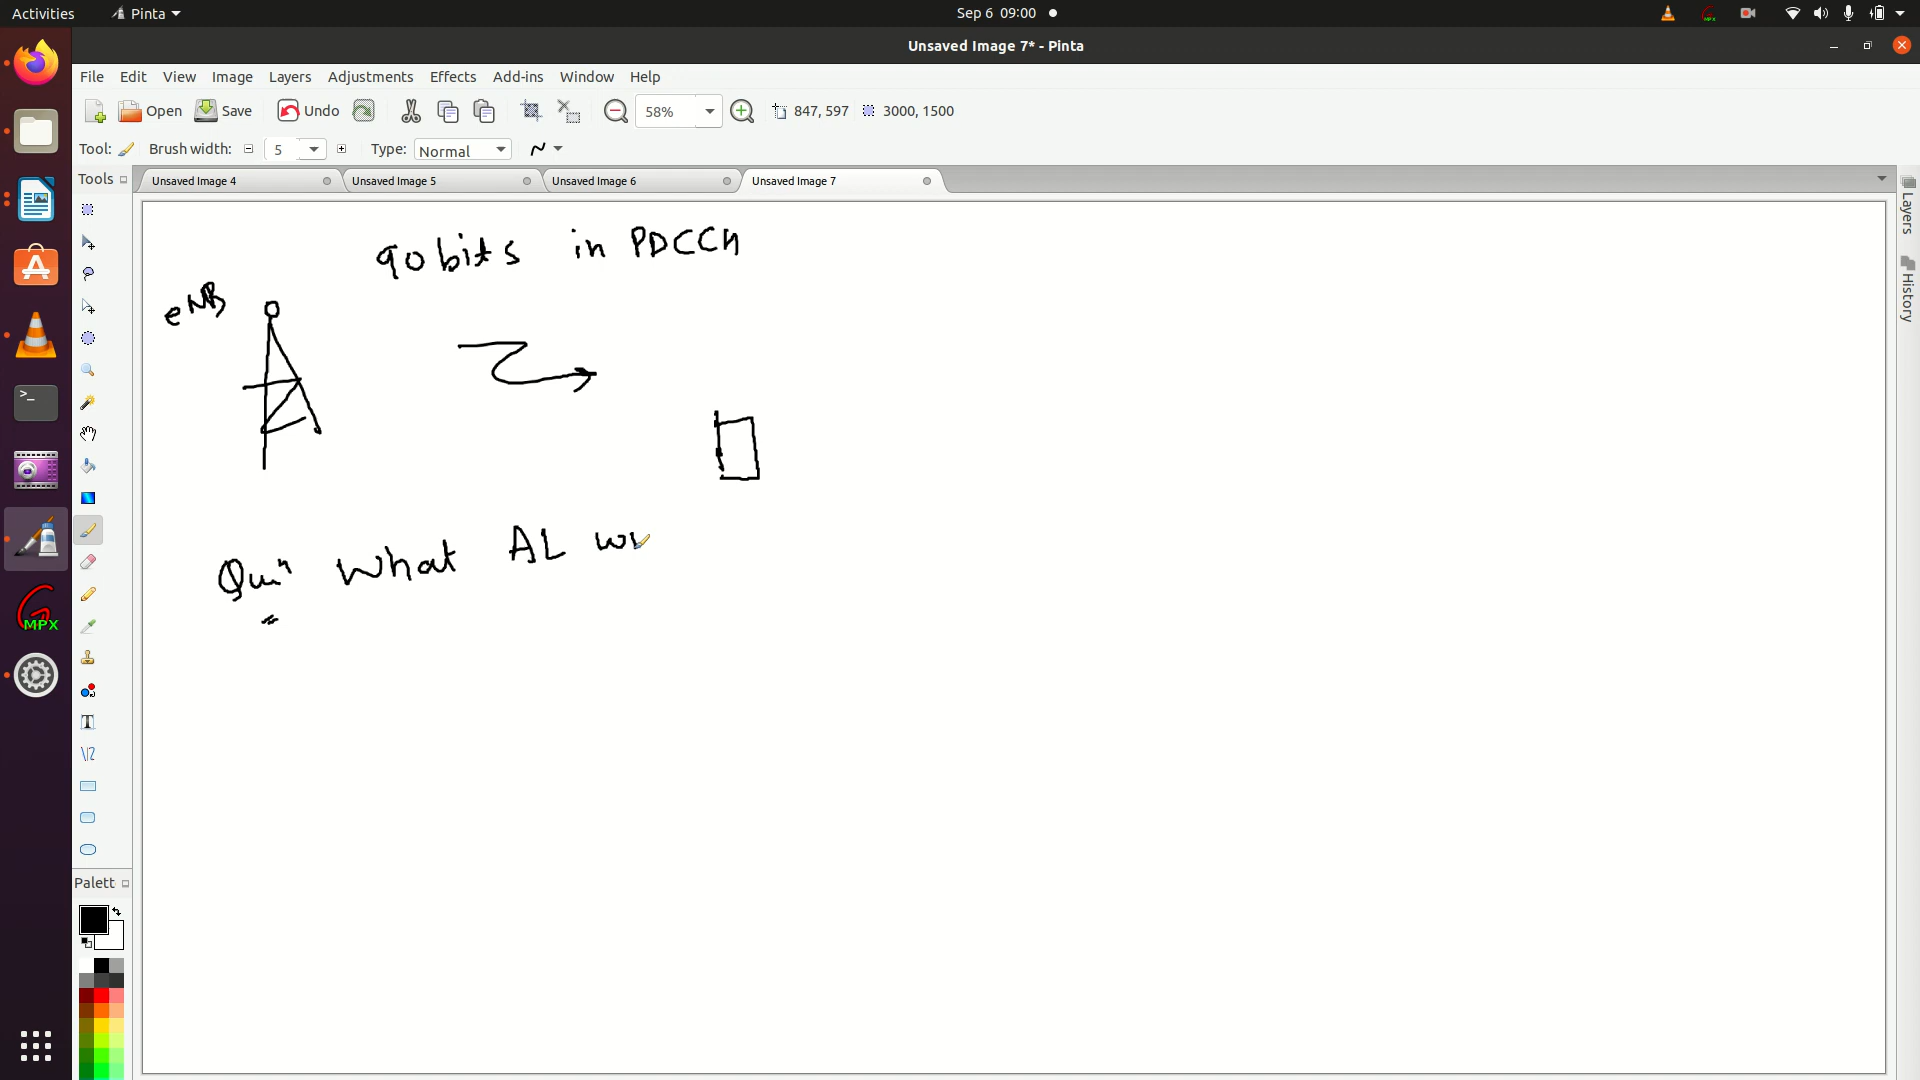 Activities Pinta Sep 6 09:00
Unsaved Image 7* - Pinta
File Edit View Image Layers Adjustments Effects Add-ins Window Help
Open Save Undo 58% 847, 597 3000, 1500
Tool: Brush width: 5 Type: Normal
Tools Unsaved Image 4 Unsaved Image 5 Unsaved Image 6 Unsaved Image 7
Layers
History
90 bits in PDCCH
eNB
What AL
MPX
Palett